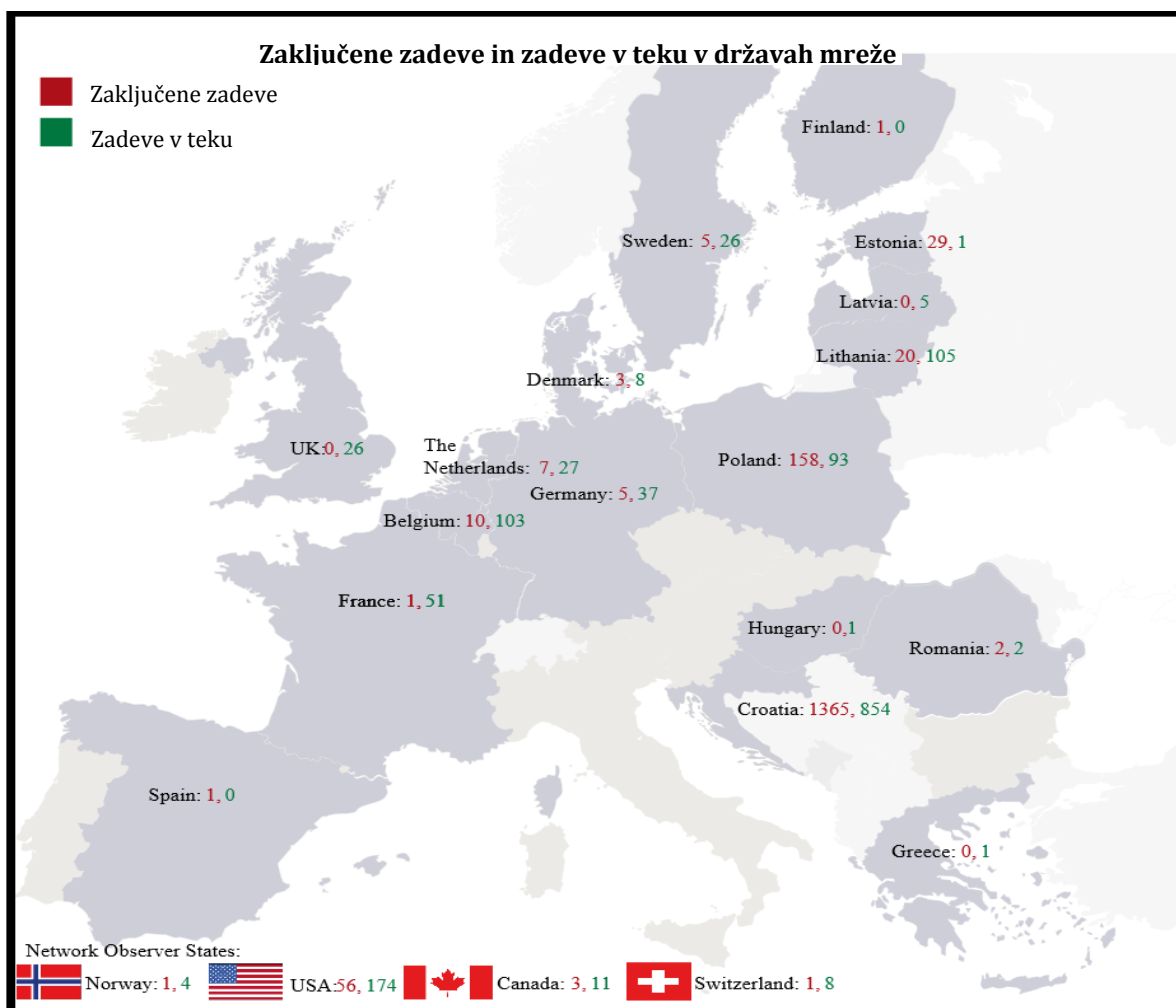 Zaključene zadeve in zadeve v teku v državah mreže
Zaključene zadeve
Zadeve v teku
Finland: 1, 0
Sweden: 5, 26
Estonia: 29, 1
Latvia: 0, 5
Lithania: 20, 105
Denmark: 3, 8
UK:0, 26
The
Netherlands: 7, 27
Poland: 158, 93
Germany: 5, 37
Belgium: 10, 103
France: 1, 51
Hungary: 0,1
Romania: 2, 2
Croatia: 1365, 854
Spain: 1, 0
Greece: 0, 1
Network Observer States:
Norway: 1, 4 USA:56, 174 Canada: 3, 11 Switzerland: 1, 8